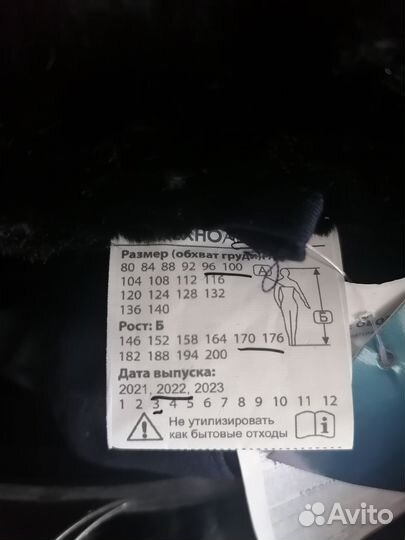 Размер (обхват груди):
80 84 88 92 96 100
104 108 112 116
120 124 128 132
136 140
А
Рост: Б
146 152 158 164 170 176
182 188 194 200
Б
Дата выпуска:
2021, 2022, 2023
1 2 3 4 5 6 7 8 9 10 11 12
Не утилизировать
как бытовые отходы
Avito